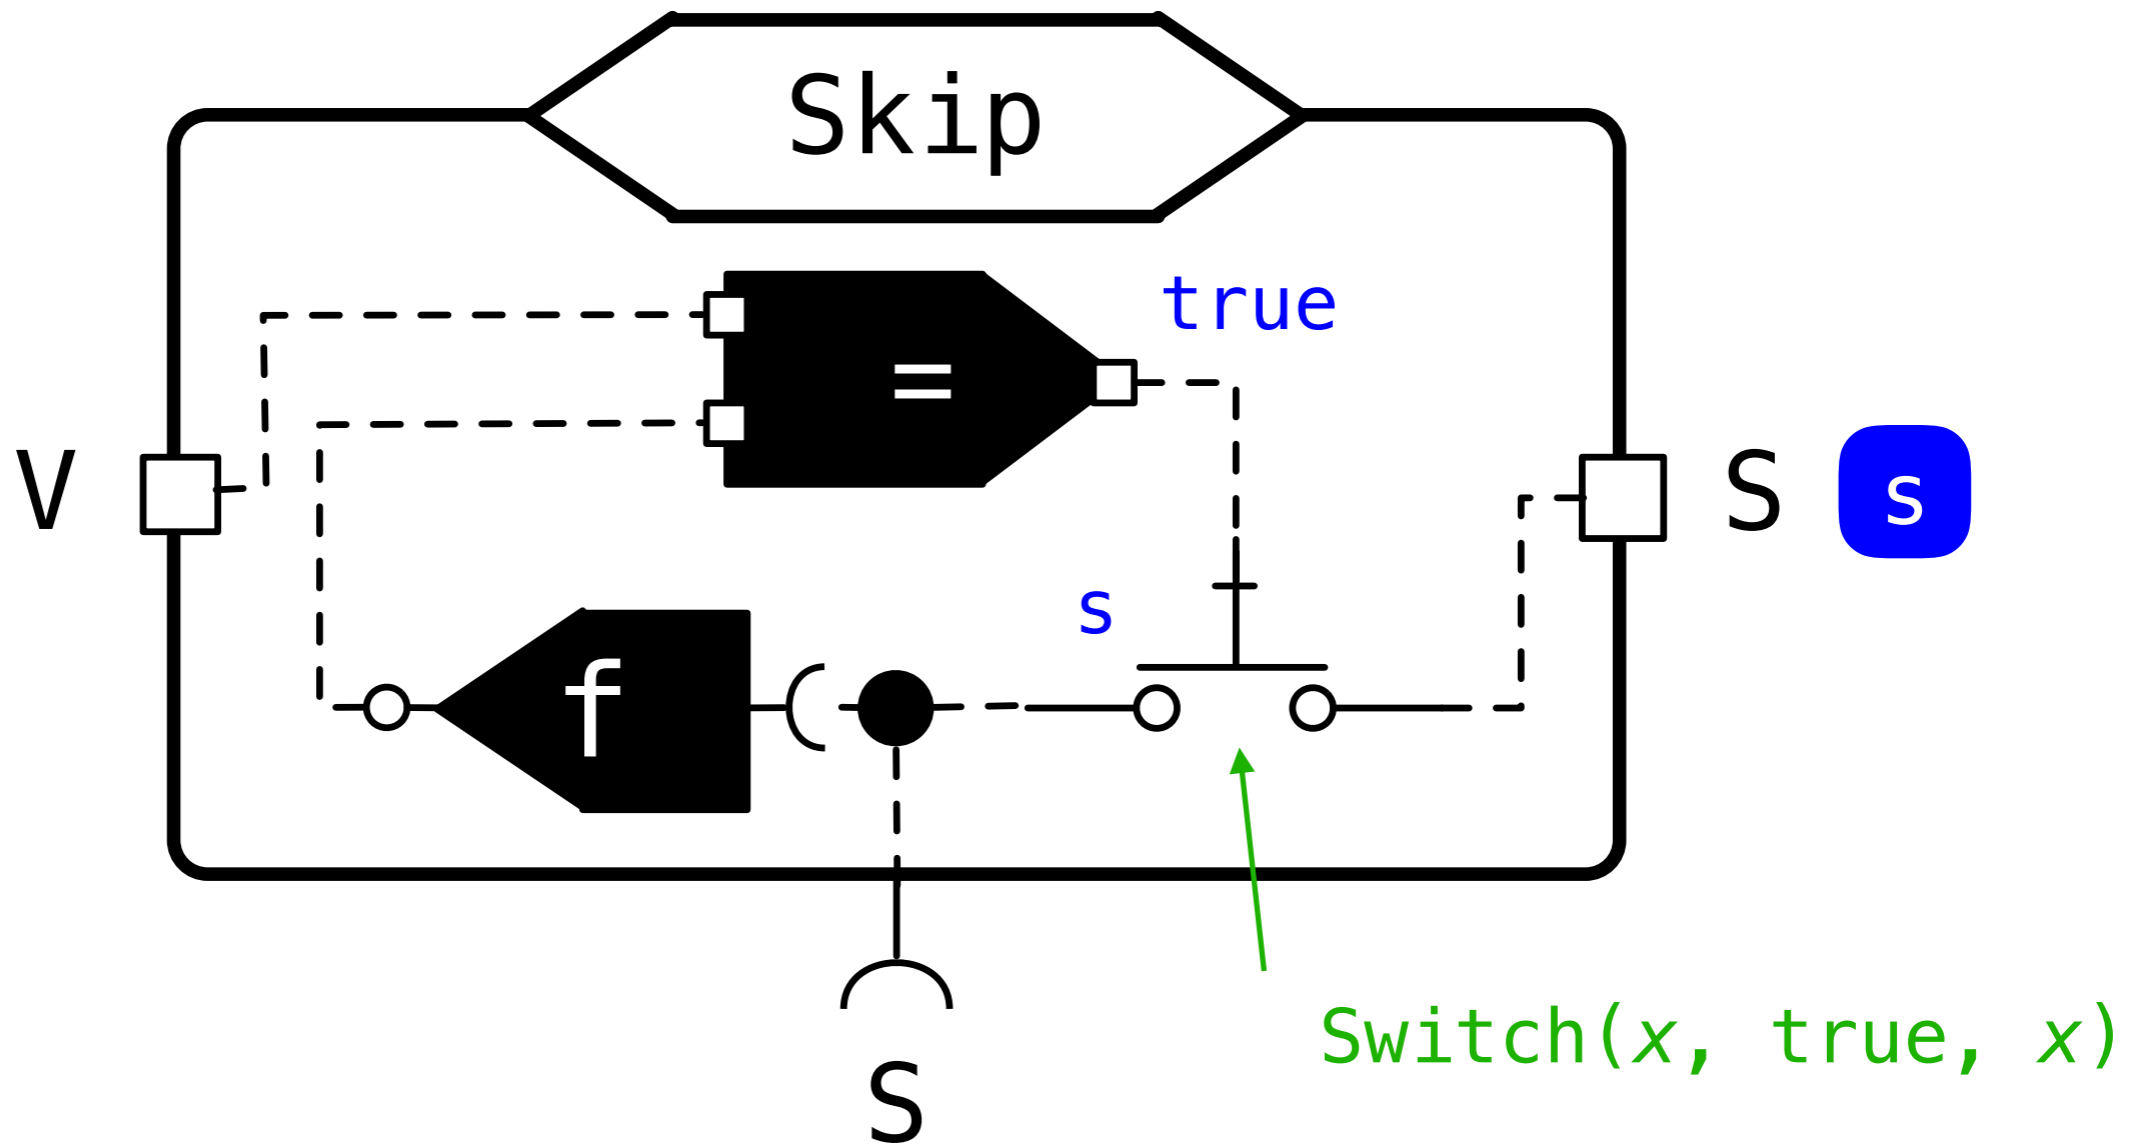 Skip
true
=
V
S s
s
f
Switch(x, true, x)
S